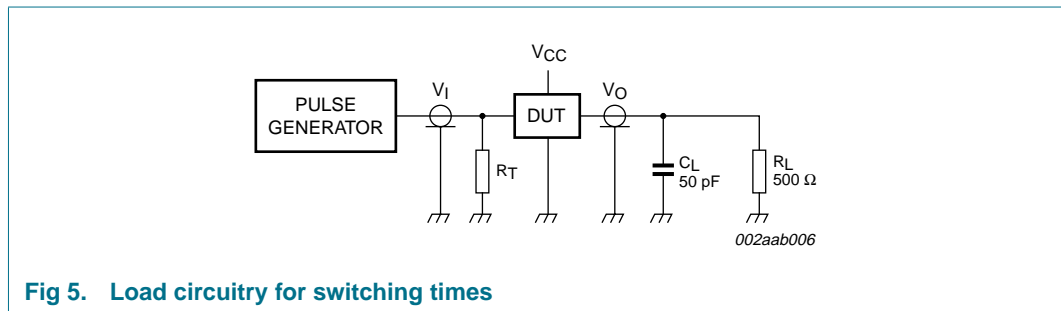 VCC
VI
VO
PULSE
GENERATOR
DUT
RT
CL
50 pF
RL
500 Ω
002aab006
Fig 5. Load circuitry for switching times